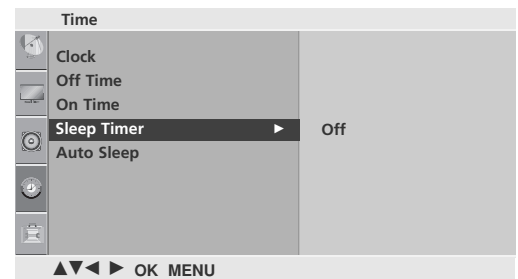 Time
Clock
Off Time
On Time
Sleep Timer ► Off
Auto Sleep
▲▼◄ ► OK MENU